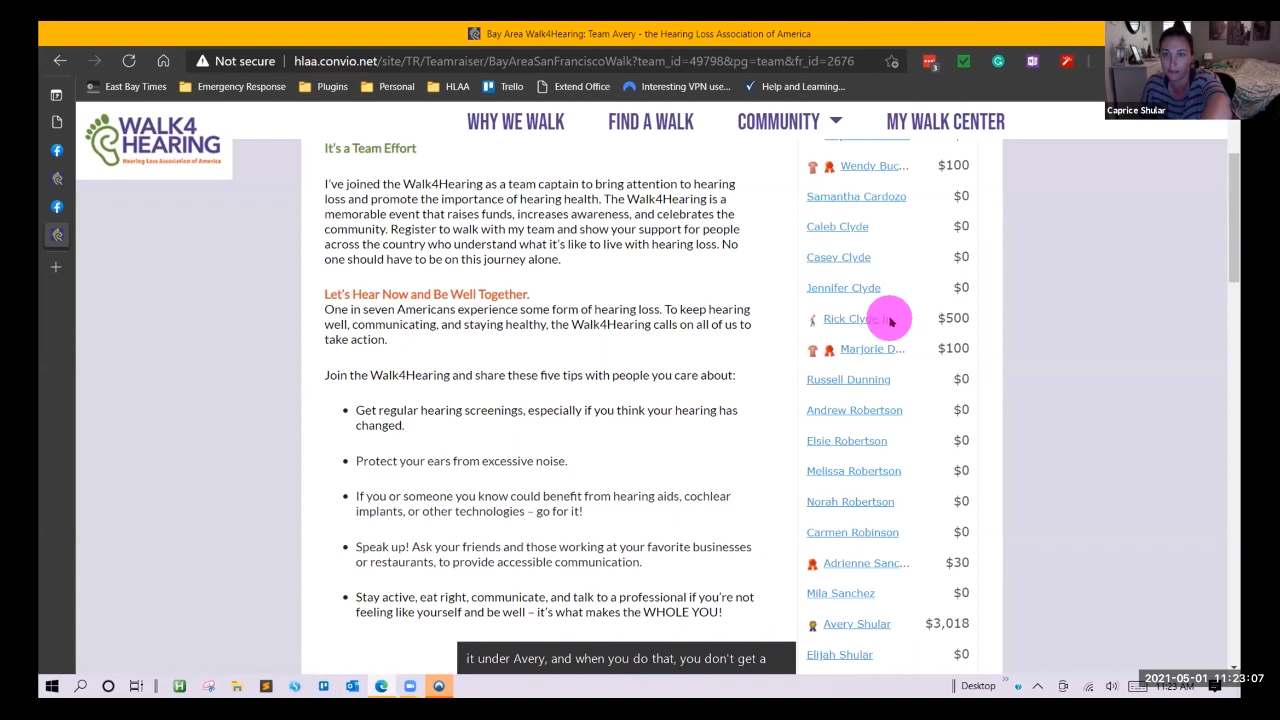 Bay Area Walk4Hearing: Team Avery - the Hearing Loss Association of America
Not secure
hlaa.convio.net/site/TR/Teamraiser/BayAreaSanFranciscoWalk?team_id=49798&pg=team&fr_id=2676
East Bay Times
Emergency Response
Plugins
Personal
HLAA
Trello
Extend Office
Interesting VPN use...
Help and Learning...
Caprice Shular
WALK4
HEARING
Hearing Loss Association of America
WHY WE WALK
FIND A WALK
COMMUNITY
MY WALK CENTER
It's a Team Effort
I've joined the Walk4Hearing as a team captain to bring attention to hearing
loss and promote the importance of hearing health. The Walk4Hearing is a
memorable event that raises funds, increases awareness, and celebrates the
community. Register to walk with my team and show your support for people
across the country who understand what it's like to live with hearing loss. No
one should have to be on this journey alone.
Let's Hear Now and Be Well Together.
One in seven Americans experience some form of hearing loss. To keep hearing
well, communicating, and staying healthy, the Walk4Hearing calls on all of us to
take action.
Join the Walk4Hearing and share these five tips with people you care about:
• Get regular hearing screenings, especially if you think your hearing has
changed.
• Protect your ears from excessive noise.
• If you or someone you know could benefit from hearing aids, cochlear
implants, or other technologies – go for it!
• Speak up! Ask your friends and those working at your favorite businesses
or restaurants, to provide accessible communication.
• Stay active, eat right, communicate, and talk to a professional if you're not
feeling like yourself and be well – it's what makes the WHOLE YOU!
Wendy Buc... $100
Samantha Cardozo $0
Caleb Clyde $0
Casey Clyde $0
Jennifer Clyde $0
Rick Clyde $500
Marjorie D... $100
Russell Dunning $0
Andrew Robertson $0
Elsie Robertson $0
Melissa Robertson $0
Norah Robertson $0
Carmen Robinson $0
Adrienne Sanc... $30
Mila Sanchez $0
Avery Shular $3,018
Elijah Shular $0
it under Avery, and when you do that, you don't get a
Desktop
11:23 AM
2021-05-01 11:23:07